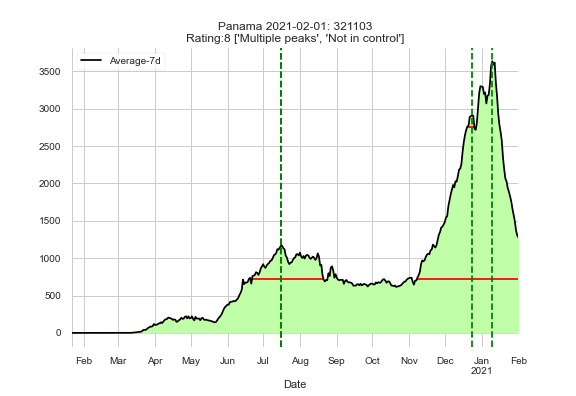 Panama 2021-02-01: 321103
Rating:8 ['Multiple peaks', 'Not in control']
Average-7d
3500
3000
2500
2000
1500
1000
500
0
Feb Mar Apr May Jun Jul Aug Sep Oct Nov Dec Jan Feb
2021
Date